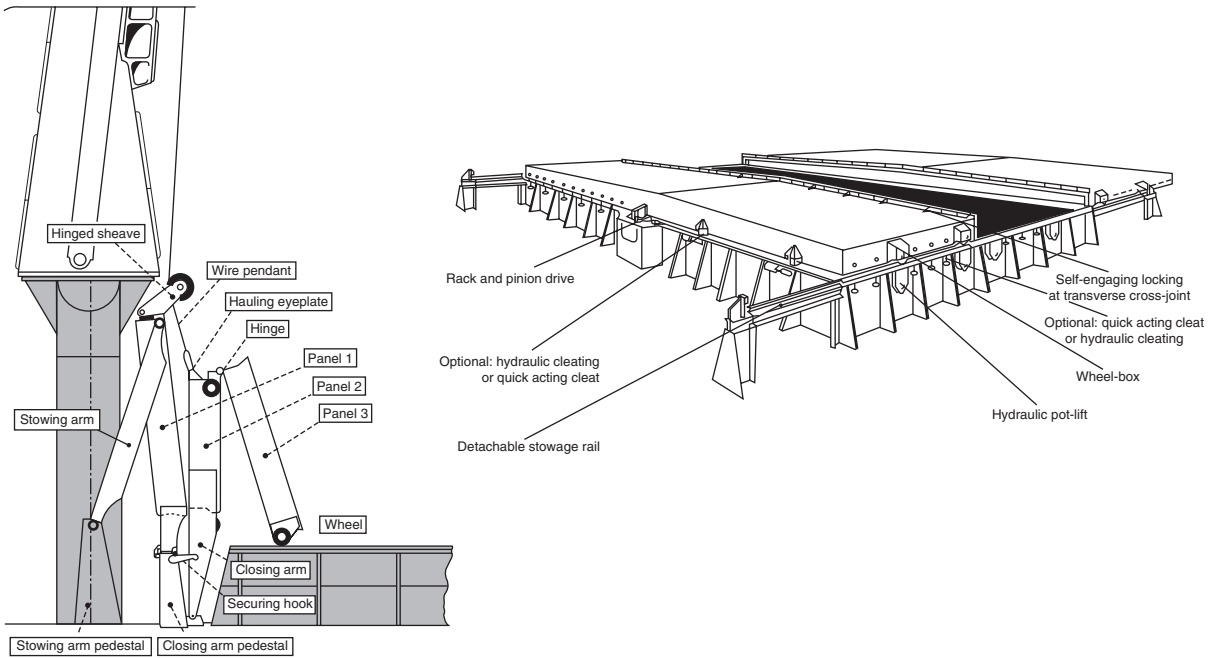 Hinged sheave
Wire pendant
Hauling eyeplate
Hinge
Panel 1
Panel 2
Panel 3
Stowing arm
Wheel
Closing arm
Securing hook
Stowing arm pedestal
Closing arm pedestal
Rack and pinion drive
Optional: hydraulic cleating
or quick acting cleat
Detachable stowage rail
Self-engaging locking
at transverse cross-joint
Optional: quick acting cleat
or hydraulic cleating
Wheel-box
Hydraulic pot-lift